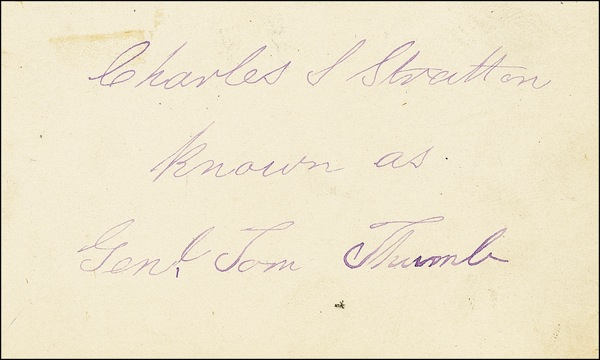 Charles S Stratton
known as
Genl. Tom Thumb